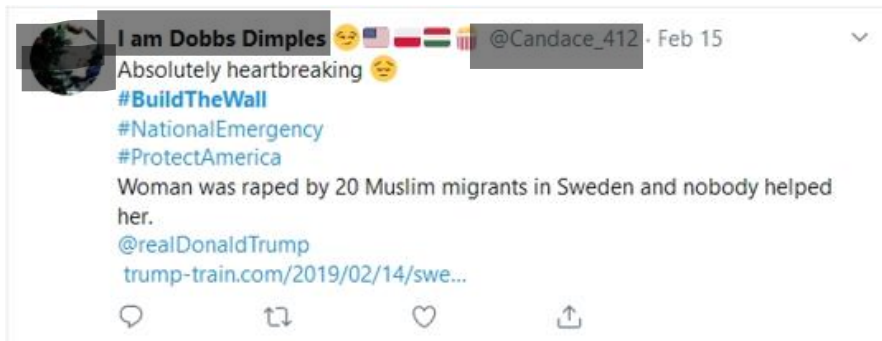 I am Dobbs Dimples 😏🇺🇸🇵🇱🇭🇺🍿 @Candace_412 · Feb 15
Absolutely heartbreaking 😔
#BuildTheWall
#NationalEmergency
#ProtectAmerica
Woman was raped by 20 Muslim migrants in Sweden and nobody helped
her.
@realDonaldTrump
trump-train.com/2019/02/14/swe...